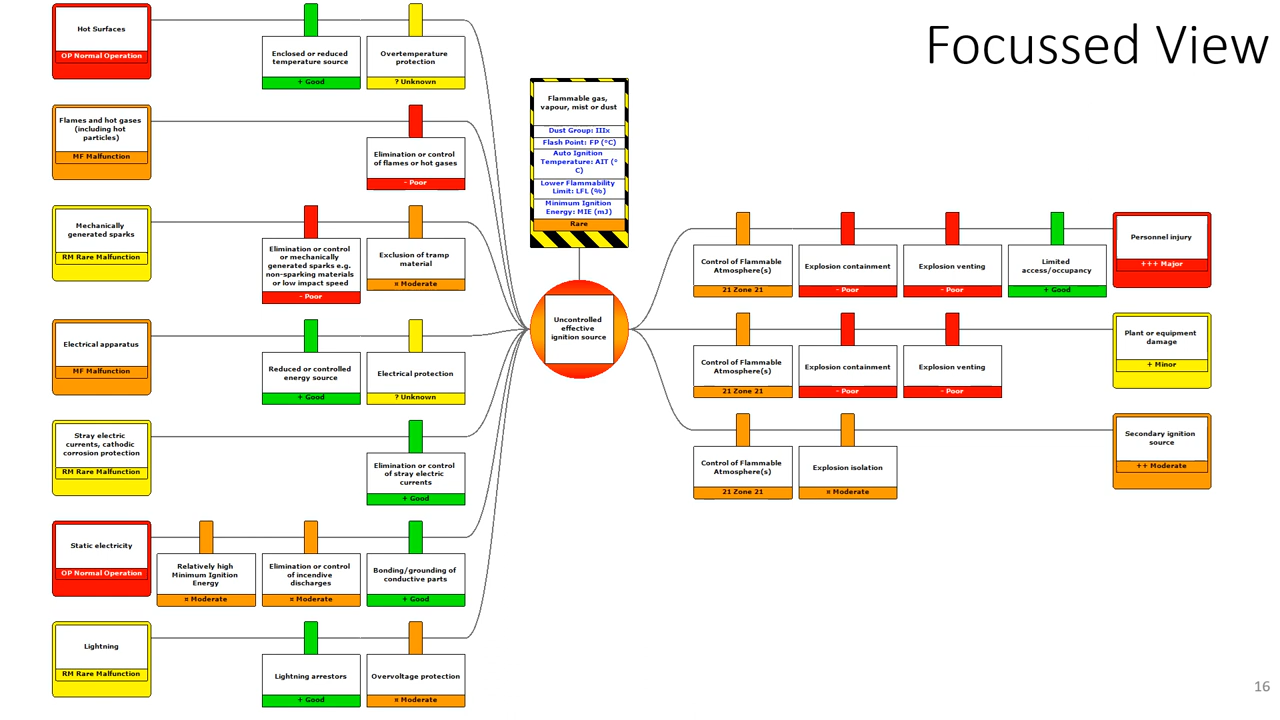 Focussed View
Hot Surfaces
OP Normal Operation
Enclosed or reduced
temperature source
+ Good
Overtemperature
protection
? Unknown
Flames and hot gases
(including hot
particles)
MF Malfunction
Elimination or control
of flames or hot gases
- Poor
Mechanically
generated sparks
RM Rare Malfunction
Elimination or control
or mechanically
generated sparks e.g.
non-sparking materials
or low impact speed
- Poor
Exclusion of tramp
material
¤ Moderate
Electrical apparatus
MF Malfunction
Reduced or controlled
energy source
+ Good
Electrical protection
? Unknown
Stray electric
currents, cathodic
corrosion protection
RM Rare Malfunction
Elimination or control
of stray electric
currents
+ Good
Static electricity
OP Normal Operation
Relatively high
Minimum Ignition
Energy
¤ Moderate
Elimination or control
of incendive
discharges
¤ Moderate
Bonding/grounding of
conductive parts
+ Good
Lightning
RM Rare Malfunction
Lightning arrestors
+ Good
Overvoltage protection
¤ Moderate
Flammable gas,
vapour, mist or dust
Dust Group: IIIx
Flash Point: FP (°C)
Auto Ignition
Temperature: AIT (°
C)
Lower Flammability
Limit: LFL (%)
Minimum Ignition
Energy: MIE (mJ)
Rare
Uncontrolled
effective
ignition source
Control of Flammable
Atmosphere(s)
21 Zone 21
Explosion containment
- Poor
Explosion venting
- Poor
Limited
access/occupancy
+ Good
Personnel injury
+++ Major
Control of Flammable
Atmosphere(s)
21 Zone 21
Explosion containment
- Poor
Explosion venting
- Poor
Plant or equipment
damage
+ Minor
Control of Flammable
Atmosphere(s)
21 Zone 21
Explosion isolation
¤ Moderate
Secondary ignition
source
++ Moderate
16